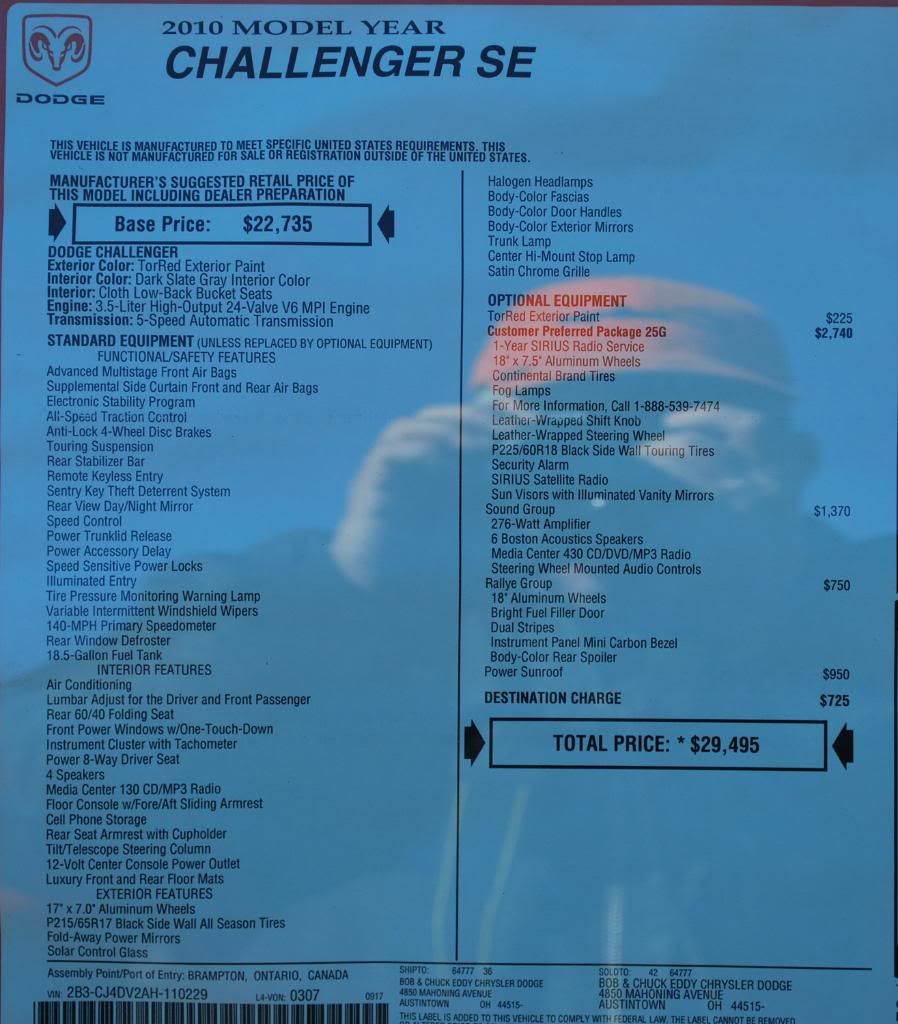 DODGE
2010 MODEL YEAR
CHALLENGER SE
THIS VEHICLE IS MANUFACTURED TO MEET SPECIFIC UNITED STATES REQUIREMENTS. THIS
VEHICLE IS NOT MANUFACTURED FOR SALE OR REGISTRATION OUTSIDE OF THE UNITED STATES.
MANUFACTURER'S SUGGESTED RETAIL PRICE OF
THIS MODEL INCLUDING DEALER PREPARATION
Base Price: $22,735
DODGE CHALLENGER
Exterior Color: TorRed Exterior Paint
Interior Color: Dark Slate Gray Interior Color
Interior: Cloth Low-Back Bucket Seats
Engine: 3.5-Liter High-Output 24-Valve V6 MPI Engine
Transmission: 5-Speed Automatic Transmission
STANDARD EQUIPMENT (UNLESS REPLACED BY OPTIONAL EQUIPMENT)
FUNCTIONAL/SAFETY FEATURES
Advanced Multistage Front Air Bags
Supplemental Side Curtain Front and Rear Air Bags
Electronic Stability Program
All-Speed Traction Control
Anti-Lock 4-Wheel Disc Brakes
Touring Suspension
Rear Stabilizer Bar
Remote Keyless Entry
Sentry Key Theft Deterrent System
Rear View Day/Night Mirror
Speed Control
Power Trunklid Release
Power Accessory Delay
Speed Sensitive Power Locks
Illuminated Entry
Tire Pressure Monitoring Warning Lamp
Variable Intermittent Windshield Wipers
140-MPH Primary Speedometer
Rear Window Defroster
18.5-Gallon Fuel Tank
INTERIOR FEATURES
Air Conditioning
Lumbar Adjust for the Driver and Front Passenger
Rear 60/40 Folding Seat
Front Power Windows w/One-Touch-Down
Instrument Cluster with Tachometer
Power 8-Way Driver Seat
4 Speakers
Media Center 130 CD/MP3 Radio
Floor Console w/Fore/Aft Sliding Armrest
Cell Phone Storage
Rear Seat Armrest with Cupholder
Tilt/Telescope Steering Column
12-Volt Center Console Power Outlet
Luxury Front and Rear Floor Mats
EXTERIOR FEATURES
17" x 7.0" Aluminum Wheels
P215/65R17 Black Side Wall All Season Tires
Fold-Away Power Mirrors
Solar Control Glass
Halogen Headlamps
Body-Color Fascias
Body-Color Door Handles
Body-Color Exterior Mirrors
Trunk Lamp
Center Hi-Mount Stop Lamp
Satin Chrome Grille
OPTIONAL EQUIPMENT
TorRed Exterior Paint $225
Customer Preferred Package 25G $2,740
1-Year SIRIUS Radio Service
18" x 7.5" Aluminum Wheels
Continental Brand Tires
Fog Lamps
For More Information, Call 1-888-539-7474
Leather-Wrapped Shift Knob
Leather-Wrapped Steering Wheel
P225/60R18 Black Side Wall Touring Tires
Security Alarm
SIRIUS Satellite Radio
Sun Visors with Illuminated Vanity Mirrors
Sound Group $1,370
276-Watt Amplifier
6 Boston Acoustics Speakers
Media Center 430 CD/DVD/MP3 Radio
Steering Wheel Mounted Audio Controls
Rallye Group $750
18" Aluminum Wheels
Bright Fuel Filler Door
Dual Stripes
Instrument Panel Mini Carbon Bezel
Body-Color Rear Spoiler
Power Sunroof $950
DESTINATION CHARGE $725
TOTAL PRICE: * $29,495
Assembly Point/Port of Entry: BRAMPTON, ONTARIO, CANADA
VIN: 2B3-CJ4DV2AH-110229 L4-VON: 0307 0917
SHIPTO: 64777 36
BOB & CHUCK EDDY CHRYSLER DODGE
4850 MAHONING AVENUE
AUSTINTOWN OH 44515-
SOLDTO: 42 64777
BOB & CHUCK EDDY CHRYSLER DODGE
4850 MAHONING AVENUE
AUSTINTOWN OH 44515-
THIS LABEL IS ADDED TO THIS VEHICLE TO COMPLY WITH FEDERAL LAW. THE LABEL CANNOT BE REMOVED